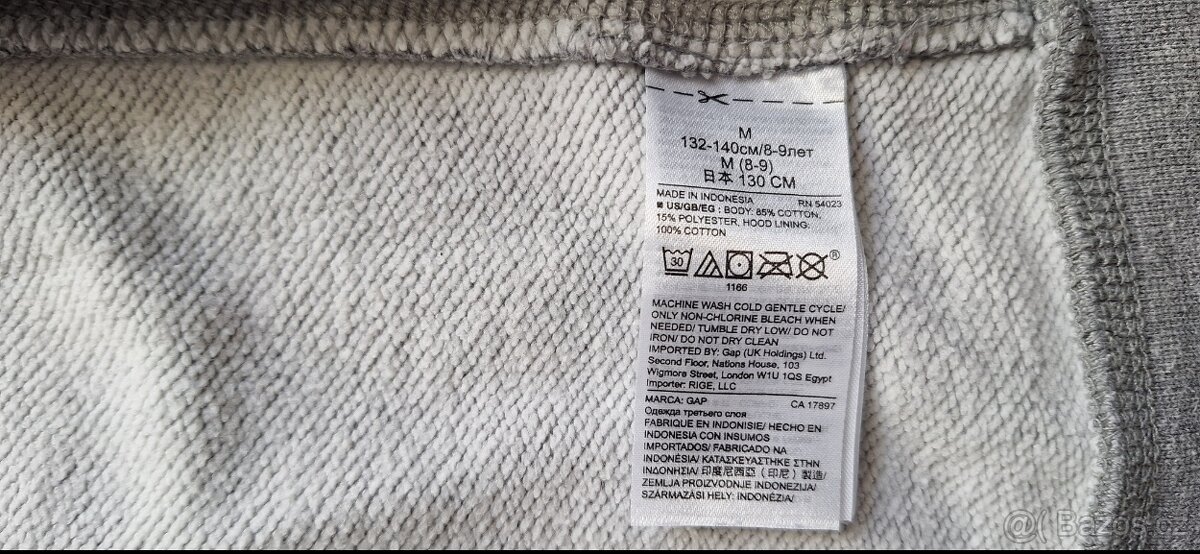 M
132-140см/8-9лет
M (8-9)
日本 130 CM
MADE IN INDONESIA RN 54023
■ US/GB/EG : BODY: 85% COTTON,
15% POLYESTER, HOOD LINING:
100% COTTON
30
®
1166
MACHINE WASH COLD GENTLE CYCLE/
ONLY NON-CHLORINE BLEACH WHEN
NEEDED/ TUMBLE DRY LOW/ DO NOT
IRON/ DO NOT DRY CLEAN
IMPORTED BY: Gap (UK Holdings) Ltd.
Second Floor, Nations House, 103
Wigmore Street, London W1U 1QS Egypt
Importer: RIGE, LLC
MARCA: GAP CA 17897
Одежда третьего слоя
FABRIQUE EN INDONISIE/ HECHO EN
INDONESIA CON INSUMOS
IMPORTADOS/ FABRICADO NA
INDONÉSIA/ ΚΑΤΑΣΚΕΥΑΣΤΗΚΕ ΣΤΗΝ
ΙΝΔΟΝΗΣΙΑ/ 印度尼西亞 (印尼) 製造/
ZEMLJA PROIZVODNJE INDONEZIJA/
SZÁRMAZÁSI HELY: INDONÉZIA/
@( Bazos.cz